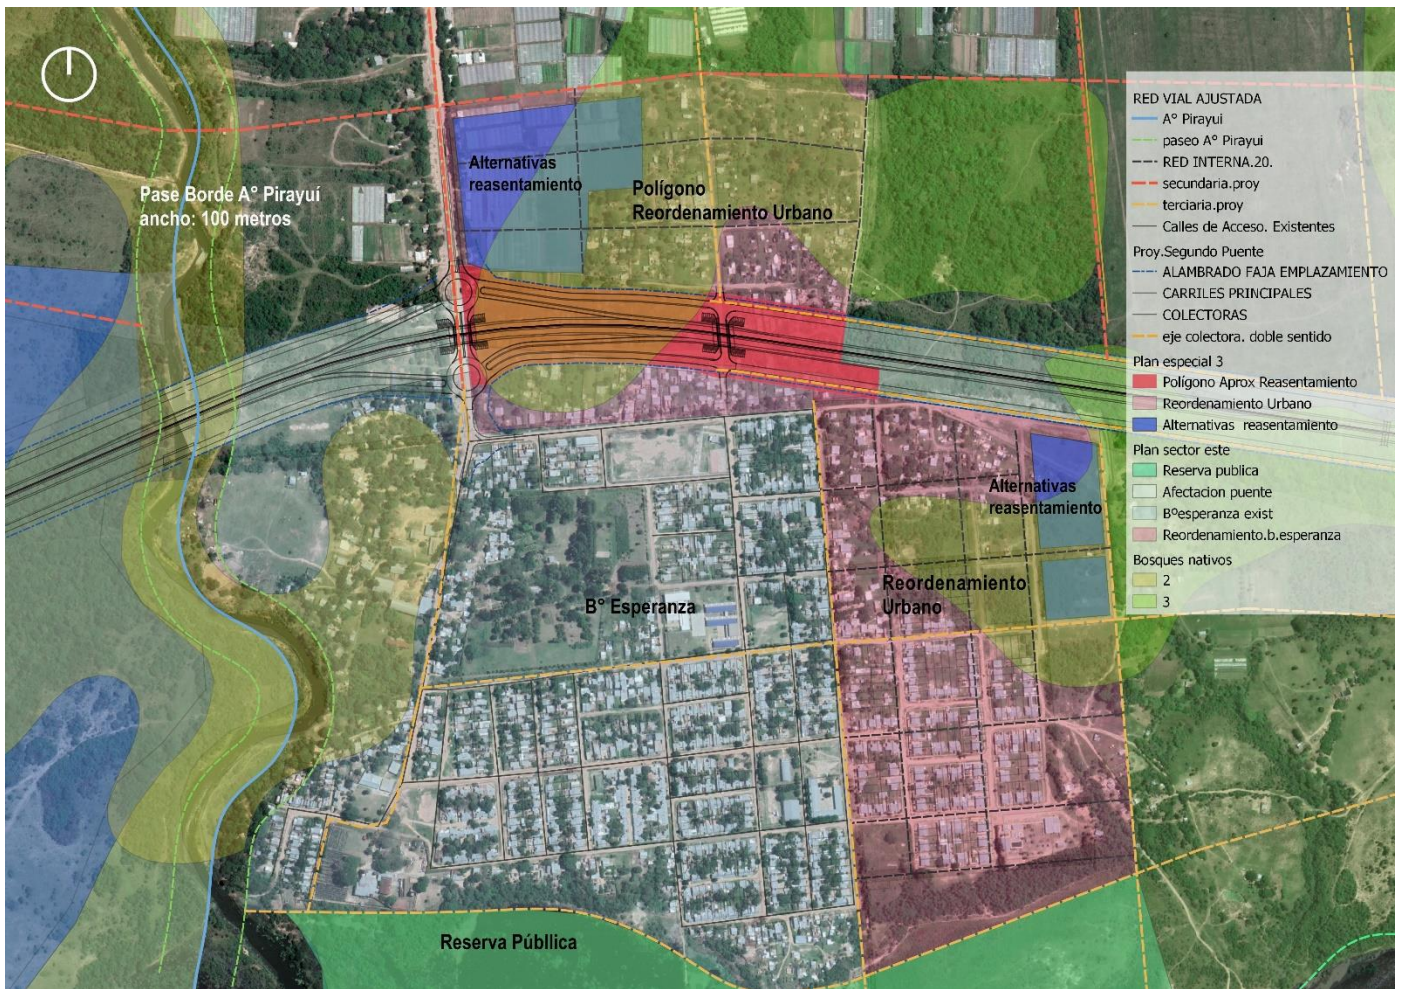 Pase Borde A° Pirayuí
ancho: 100 metros
Alternativas
reasentamiento
Polígono
Reordenamiento Urbano
Alternativas
reasentamiento
Reordenamiento
Urbano
B° Esperanza
Reserva Públlica
RED VIAL AJUSTADA
A° Pirayui
paseo A° Pirayui
RED INTERNA.20.
secundaria.proy
terciaria.proy
Calles de Acceso. Existentes
Proy.Segundo Puente
ALAMBRADO FAJA EMPLAZAMIENTO
CARRILES PRINCIPALES
COLECTORAS
eje colectora. doble sentido
Plan especial 3
Polígono Aprox Reasentamiento
Reordenamiento Urbano
Alternativas reasentamiento
Plan sector este
Reserva publica
Afectacion puente
Bºesperanza exist
Reordenamiento.b.esperanza
Bosques nativos
2
3